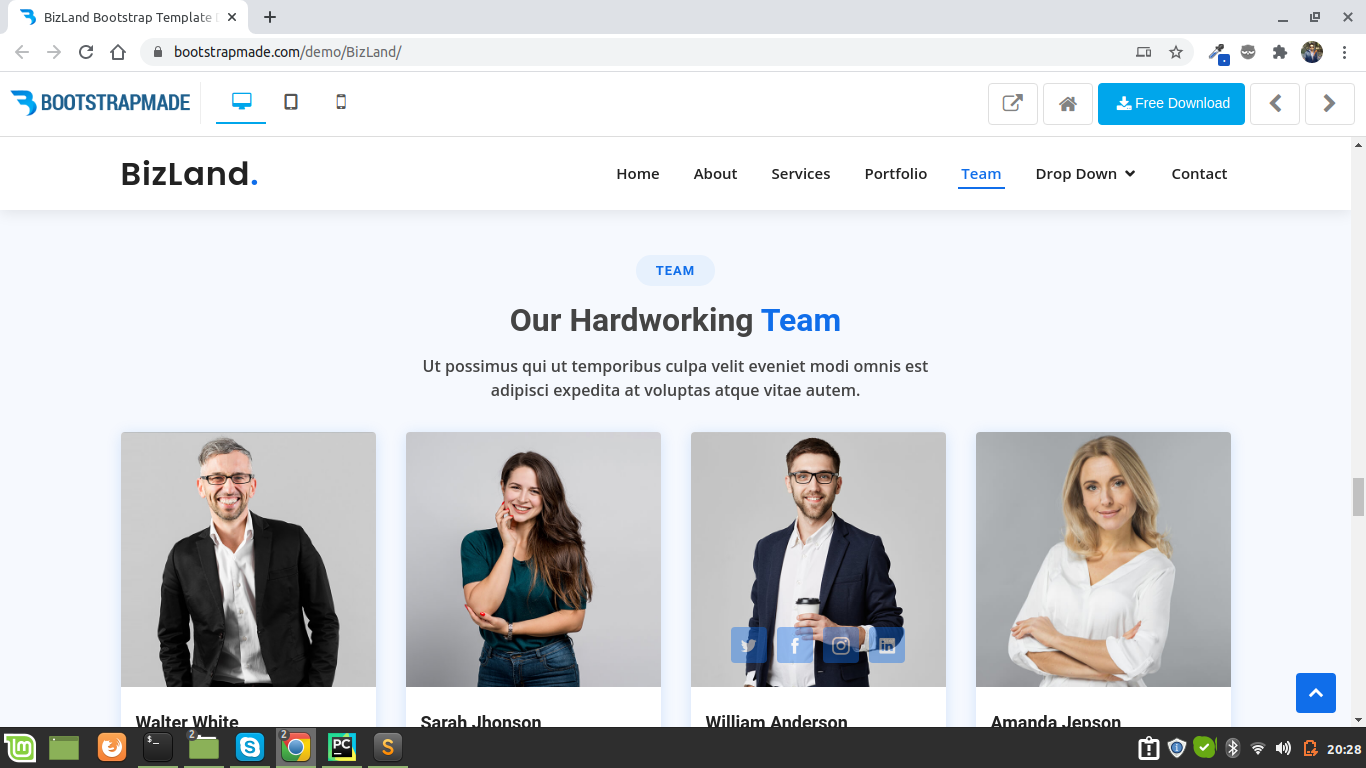 BizLand Bootstrap Template
bootstrapmade.com/demo/BizLand/
BOOTSTRAPMADE
Free Download
BizLand.
Home About Services Portfolio Team Drop Down Contact
TEAM
Our Hardworking Team
Ut possimus qui ut temporibus culpa velit eveniet modi omnis est
adipisci expedita at voluptas atque vitae autem.
Walter White Sarah Jhonson William Anderson Amanda Jepson
2 2 PC S 20:28